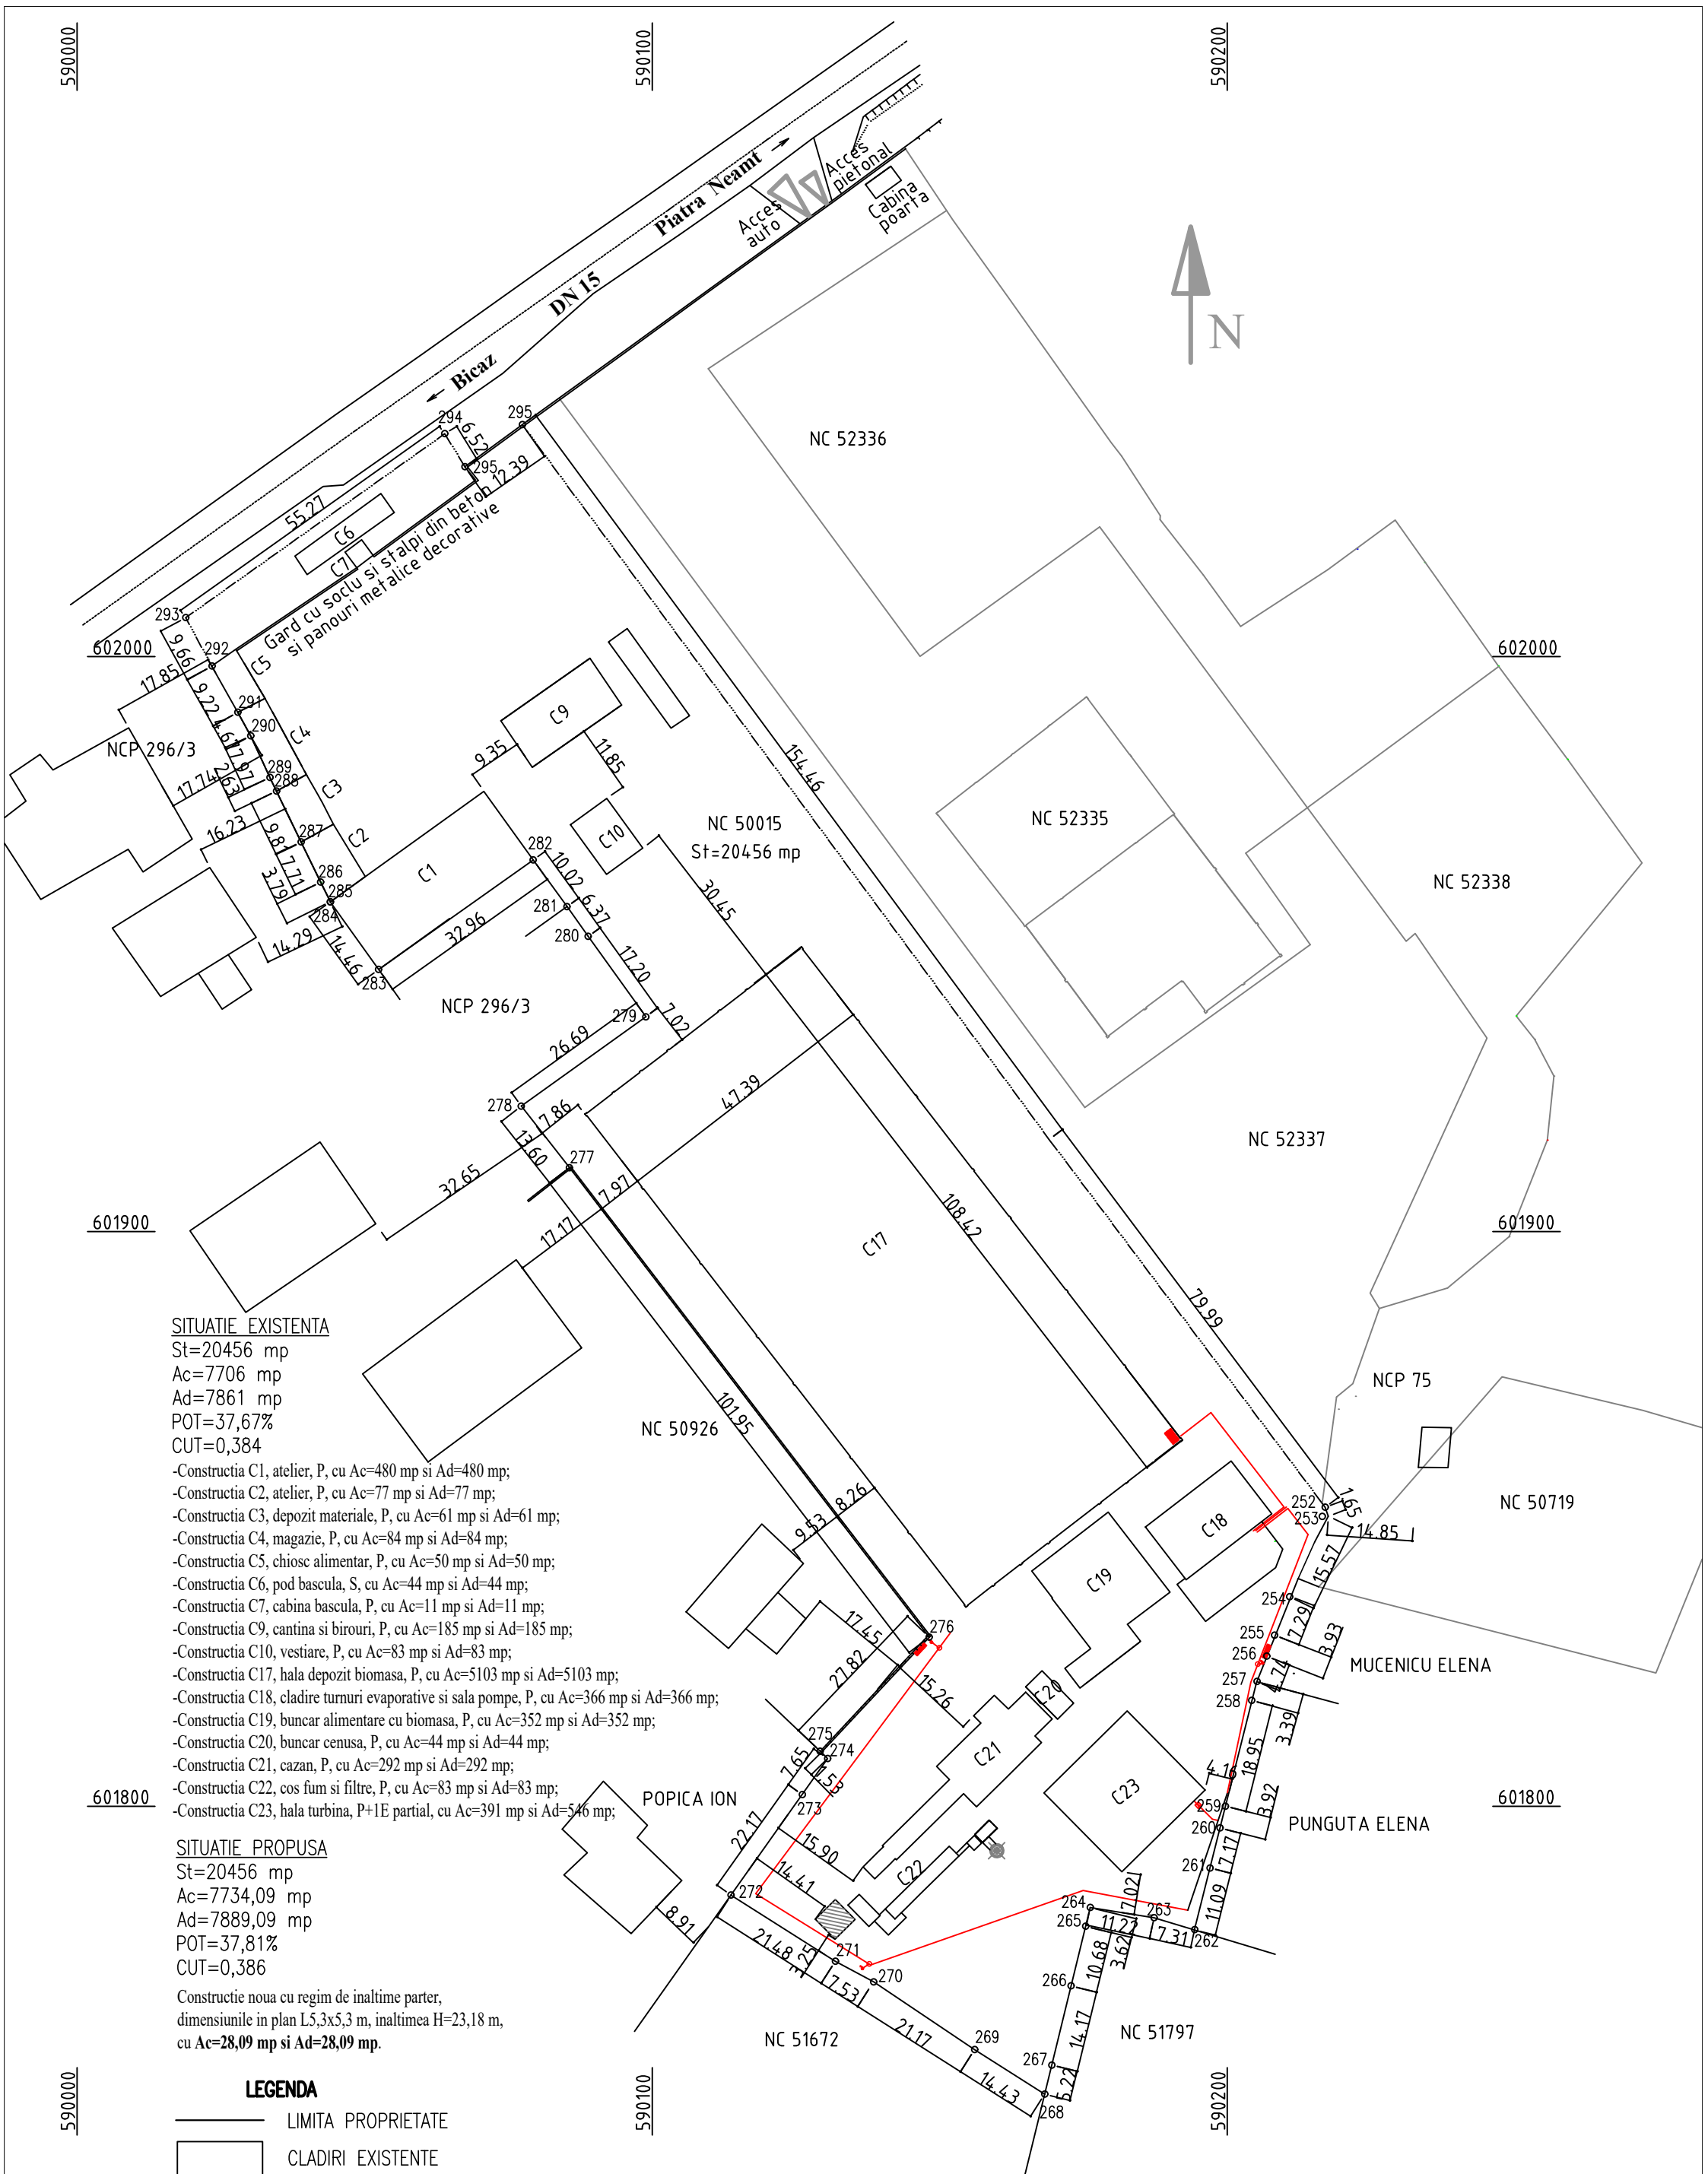 590000
590100
590200
Piatra Neamt
DN 15
Bicaz
Acces
auto
Acces
pietonal
Cabina
poarta
N
294
295
6.52
295
12.39
55.27
C6
C7
Gard cu soclu si stalpi din beton
si panouri metalice decorative
NC 52336
293
602000
602000
292
9.66
17.85
C5
9.22
291
4.61
290
C4
NCP 296/3
7.97
289
288
2.63
17.74
C3
16.23
9.81
287
C2
7.71
3.79
286
285
284
14.29
14.46
283
C1
32.96
9.35
C9
11.85
C10
282
10.02
281
6.37
280
17.20
279
7.02
NCP 296/3
154.46
NC 50015
St=20456 mp
30.45
NC 52335
NC 52338
26.69
278
7.86
13.60
277
47.39
32.65
7.97
17.17
NC 52337
601900
601900
108.42
C17
79.99
NCP 75
NC 50719
101.95
NC 50926
SITUATIE EXISTENTA
St=20456 mp
Ac=7706 mp
Ad=7861 mp
POT=37,67%
CUT=0,384
-Constructia C1, atelier, P, cu Ac=480 mp si Ad=480 mp;
-Constructia C2, atelier, P, cu Ac=77 mp si Ad=77 mp;
-Constructia C3, depozit materiale, P, cu Ac=61 mp si Ad=61 mp;
-Constructia C4, magazie, P, cu Ac=84 mp si Ad=84 mp;
-Constructia C5, chiosc alimentar, P, cu Ac=50 mp si Ad=50 mp;
-Constructia C6, pod bascula, S, cu Ac=44 mp si Ad=44 mp;
-Constructia C7, cabina bascula, P, cu Ac=11 mp si Ad=11 mp;
-Constructia C9, cantina si birouri, P, cu Ac=185 mp si Ad=185 mp;
-Constructia C10, vestiare, P, cu Ac=83 mp si Ad=83 mp;
-Constructia C17, hala depozit biomasa, P, cu Ac=5103 mp si Ad=5103 mp;
-Constructia C18, cladire turnuri evaporative si sala pompe, P, cu Ac=366 mp si Ad=366 mp;
-Constructia C19, buncar alimentare cu biomasa, P, cu Ac=352 mp si Ad=352 mp;
-Constructia C20, buncar cenusa, P, cu Ac=44 mp si Ad=44 mp;
-Constructia C21, cazan, P, cu Ac=292 mp si Ad=292 mp;
-Constructia C22, cos fum si filtre, P, cu Ac=83 mp si Ad=83 mp;
-Constructia C23, hala turbina, P+1E partial, cu Ac=391 mp si Ad=546 mp;
8.26
9.53
C18
C19
252
253
1.65
14.85
15.57
254
7.29
255
3.93
256
4.74
257
258
3.39
MUCENICU ELENA
17.45
276
27.82
15.26
C20
C21
275
274
7.65
1.53
273
POPICA ION
22.17
15.90
14.41
C22
C23
4.16
18.95
259
3.92
260
PUNGUTA ELENA
7.17
261
11.09
262
601800
601800
SITUATIE PROPUSA
St=20456 mp
Ac=7734,09 mp
Ad=7889,09 mp
POT=37,81%
CUT=0,386
Constructie noua cu regim de inaltime parter,
dimensiunile in plan L5,3x5,3 m, inaltimea H=23,18 m,
cu Ac=28,09 mp si Ad=28,09 mp.
272
8.91
21.48
3.25
271
7.53
270
21.17
269
14.43
268
5.22
267
14.17
266
10.68
3.62
265
264
11.27
7.02
263
7.31
NC 51672
NC 51797
590000
590100
590200
LEGENDA
LIMITA PROPRIETATE
CLADIRI EXISTENTE